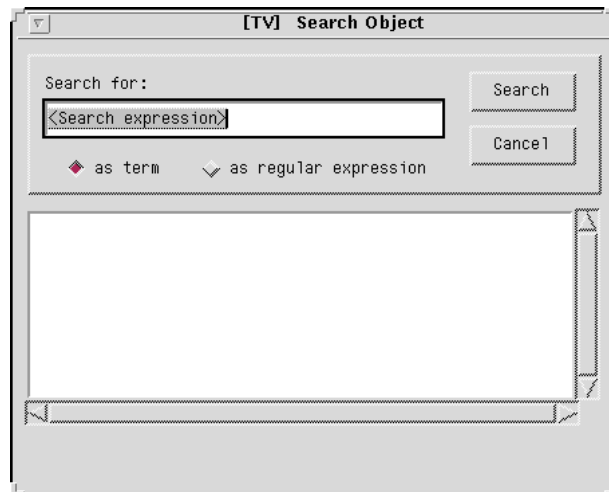 [TV] Search Object
Search for:
Search
<Search expression>
Cancel
as term
as regular expression